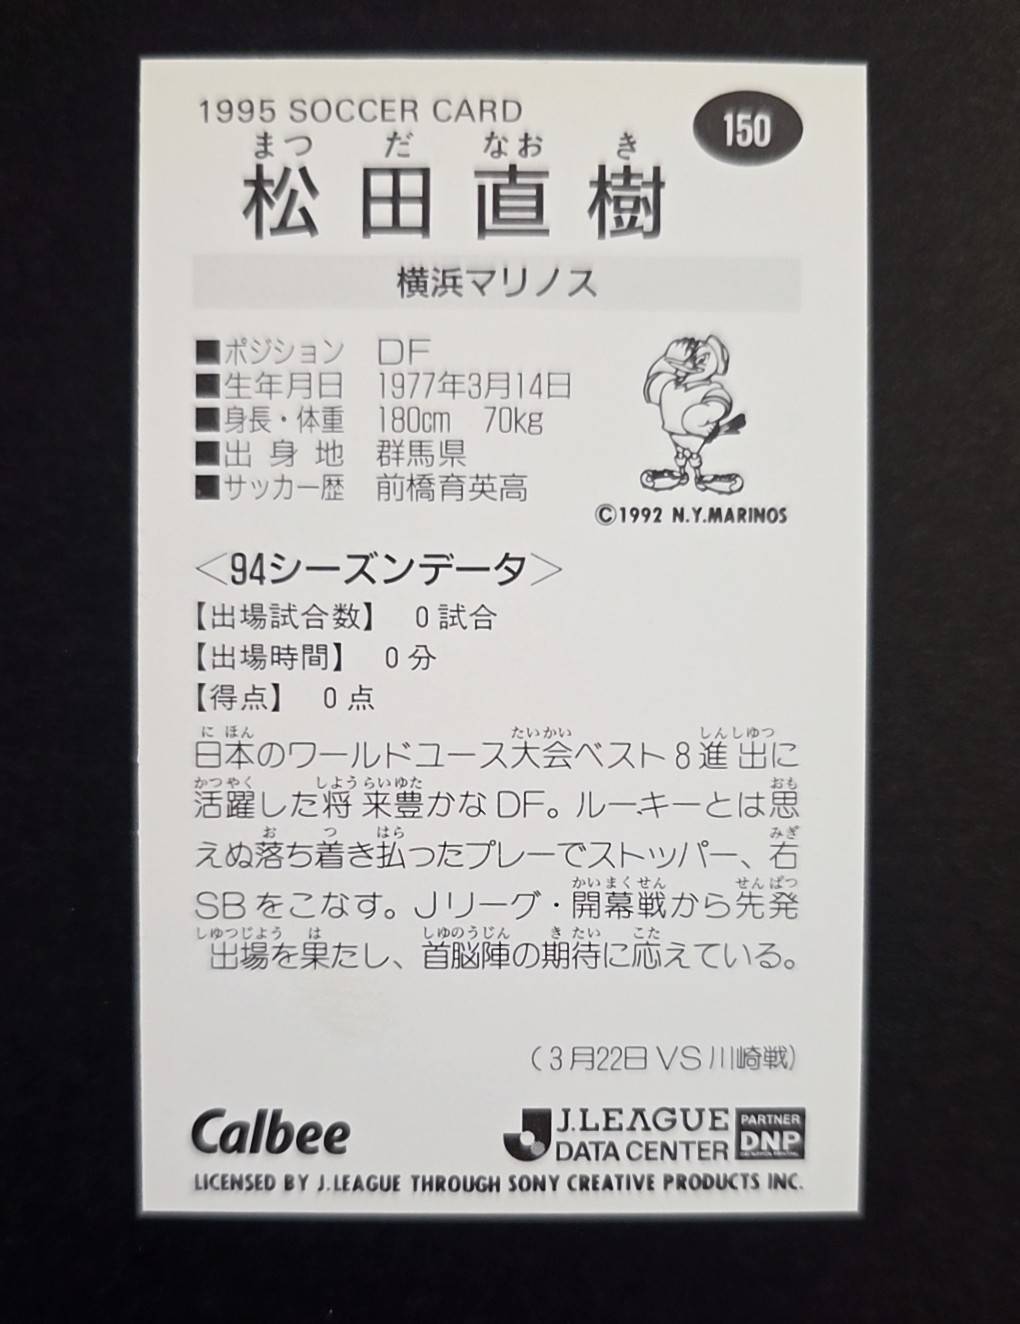 1995 SOCCER CARD
150
まつ だ なお き
松田直樹
横浜マリノス
■ポジション DF
■生年月日 1977年3月14日
■身長・体重 180cm 70kg
■出身地 群馬県
■サッカー歴 前橋育英高
©1992 N.Y.MARINOS
＜94シーズンデータ＞
【出場試合数】 0試合
【出場時間】 0分
【得点】 0点
にほん たいかい しんしゆつ
日本のワールドユース大会ベスト8進出に
かつやく しようらいゆた おも
活躍した将来豊かなDF。ルーキーとは思
お つ はら みぎ
えぬ落ち着き払ったプレーでストッパー、右
かいまくせん せんぱつ
SBをこなす。Jリーグ・開幕戦から先発
しゆつじよう は しゆのうじん きたい こた
出場を果たし、首脳陣の期待に応えている。
(3月22日VS川崎戦)
Calbee
J.LEAGUE
DATA CENTER
PARTNER
DNP
LICENSED BY J.LEAGUE THROUGH SONY CREATIVE PRODUCTS INC.